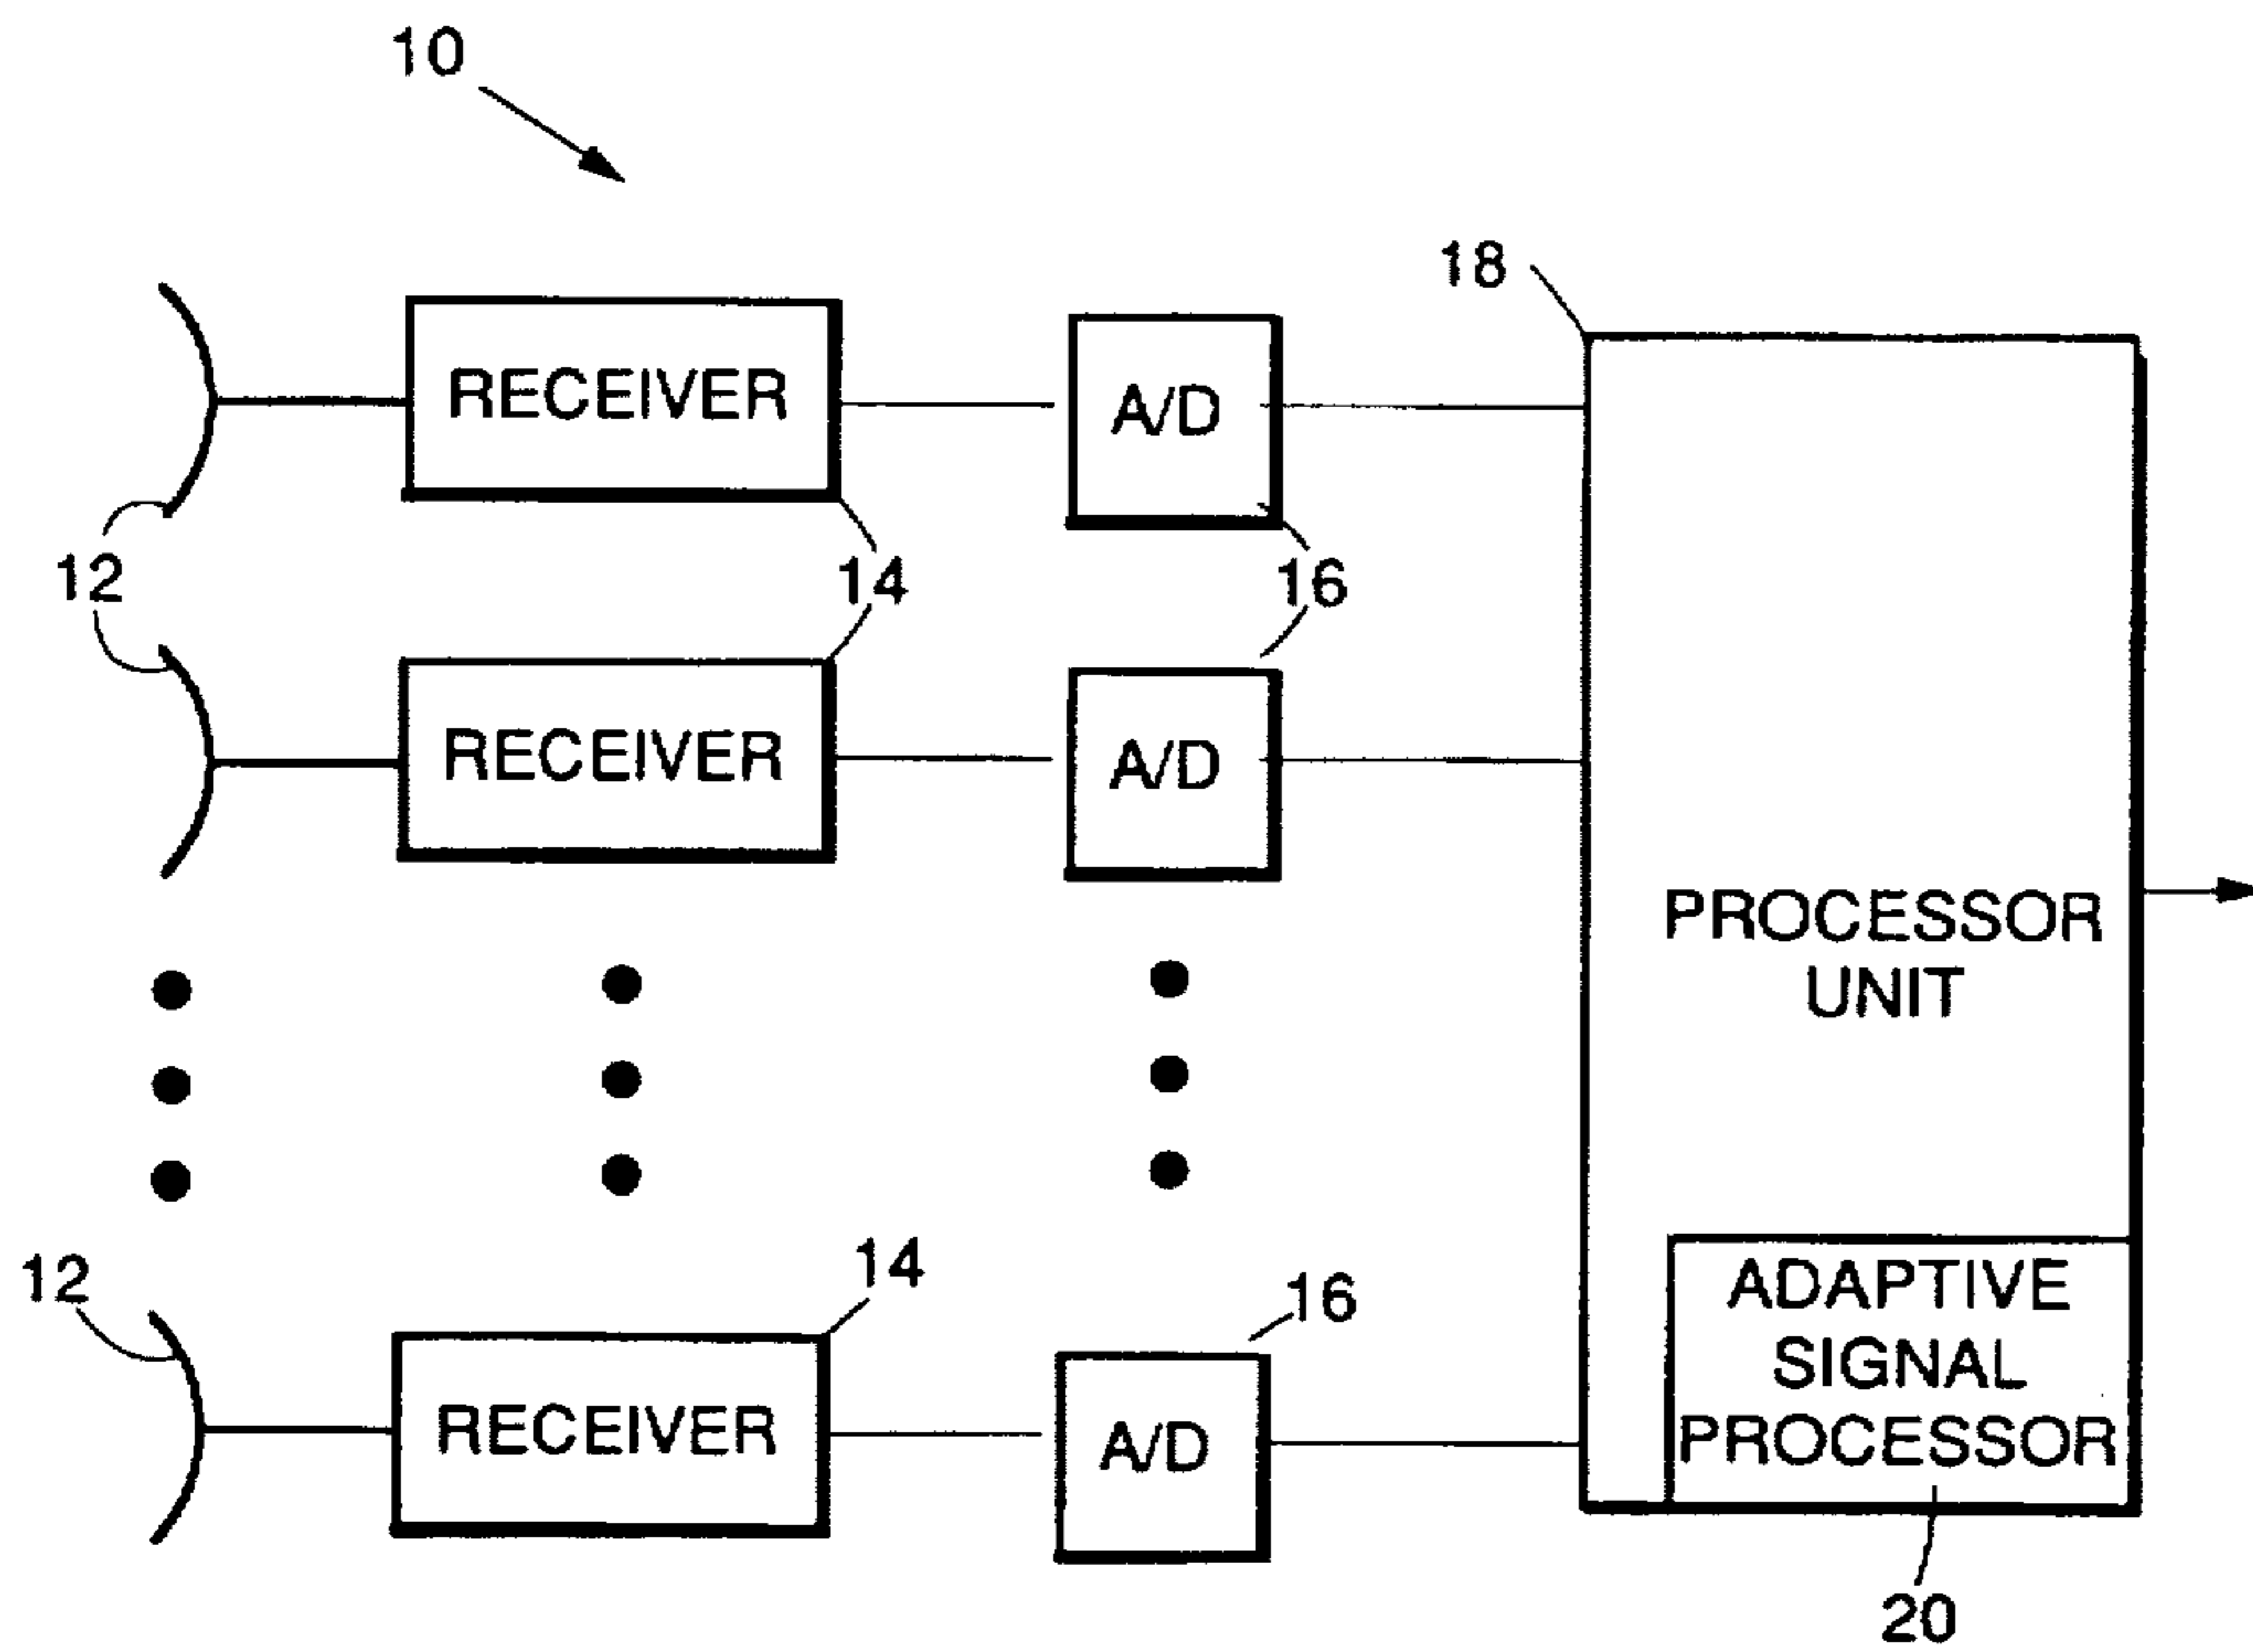 10
18
RECEIVER
A/D
12
14
16
RECEIVER
A/D
PROCESSOR
UNIT
12
14
16
ADAPTIVE
SIGNAL
PROCESSOR
RECEIVER
A/D
20